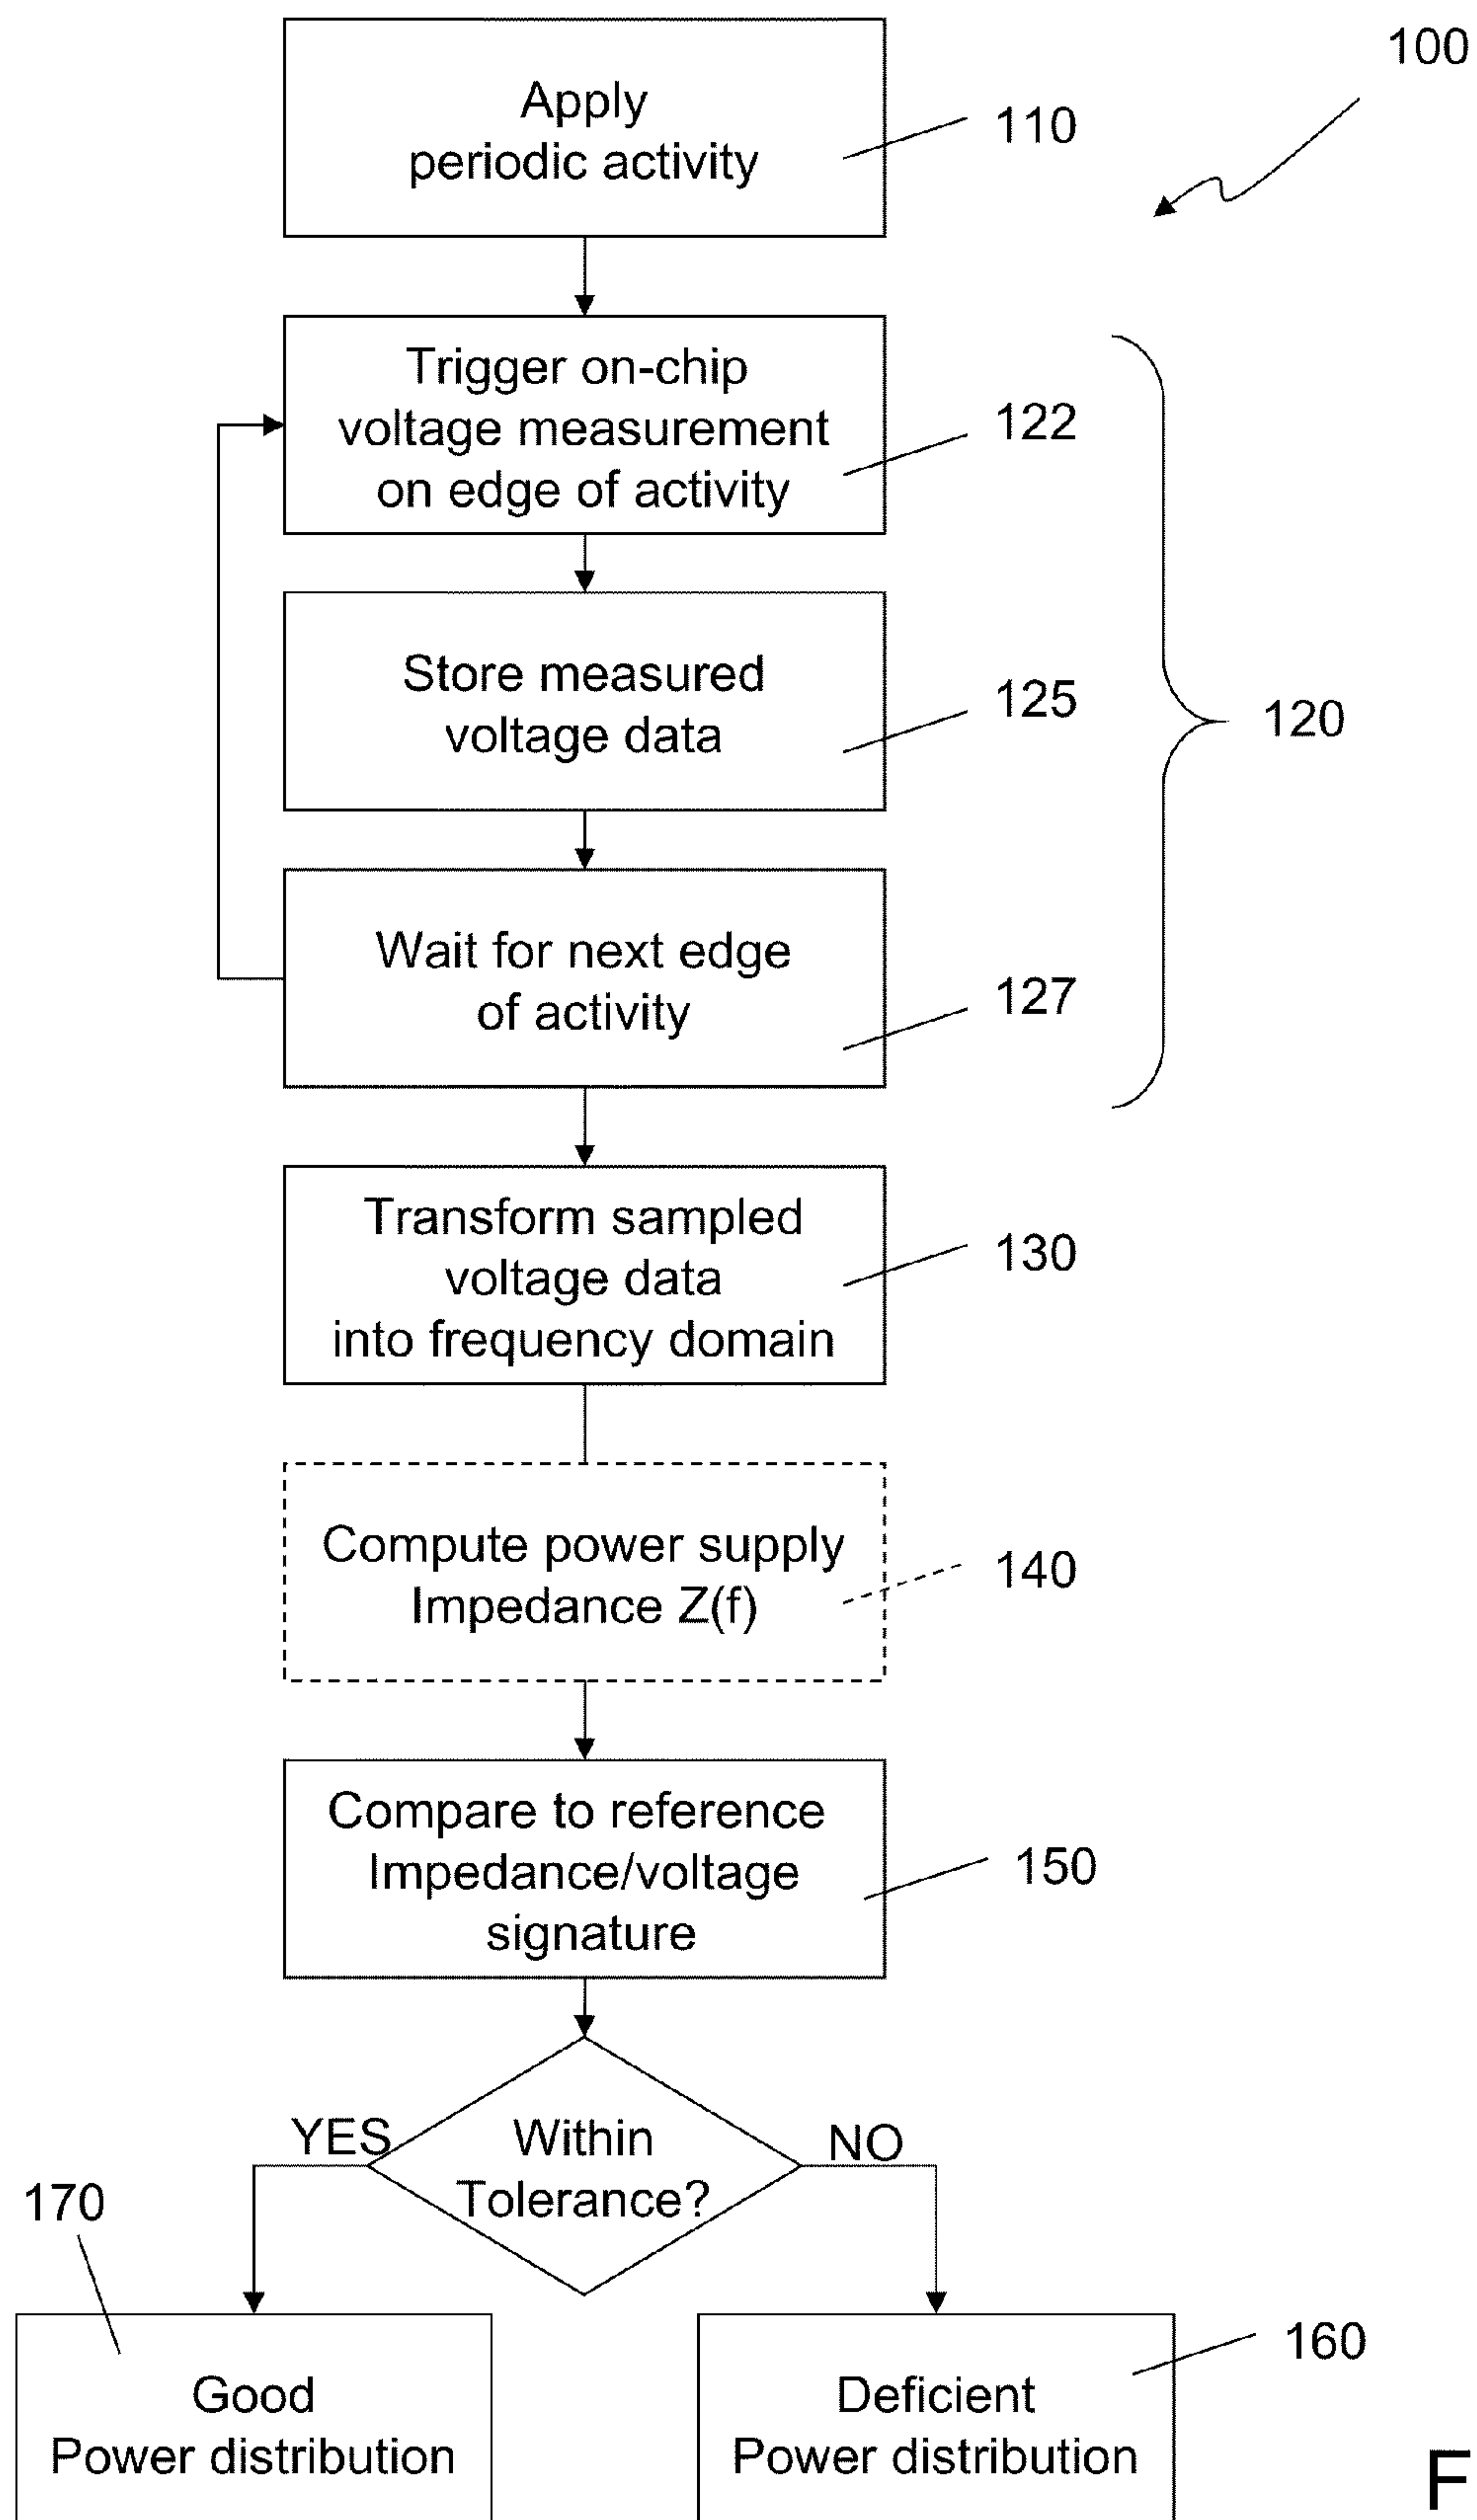 100
Apply
periodic activity
110
Trigger on-chip
voltage measurement
on edge of activity
122
Store measured
voltage data
125
120
Wait for next edge
of activity
127
Transform sampled
voltage data
into frequency domain
130
Compute power supply
Impedance Z(f)
140
Compare to reference
Impedance/voltage
signature
150
YES
Within
Tolerance?
NO
170
160
Good
Power distribution
Deficient
Power distribution
F